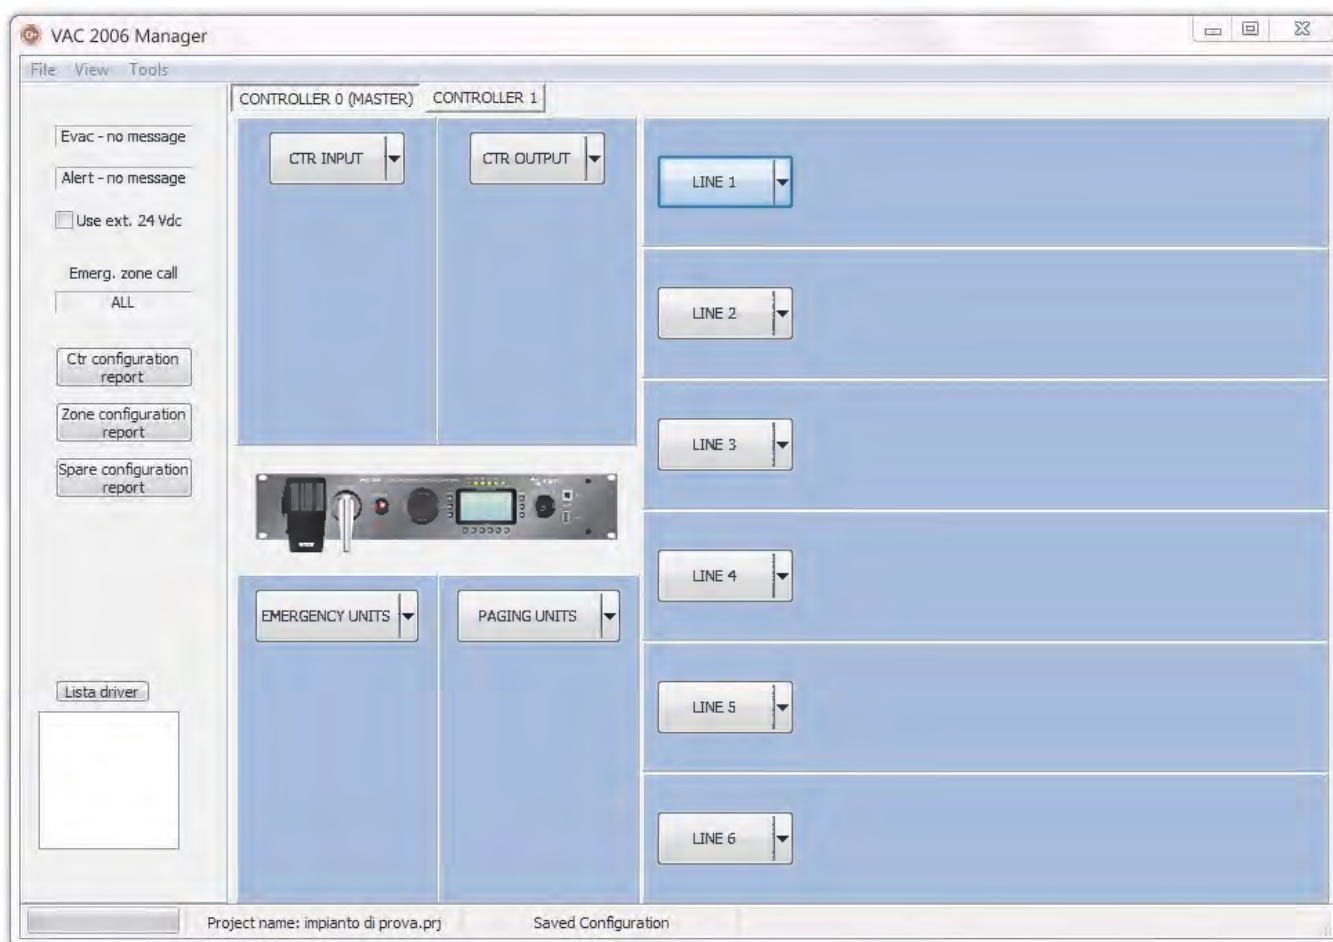 VAC 2006 Manager
File View Tools
CONTROLLER 0 (MASTER) CONTROLLER 1
Evac - no message
Alert - no message
Use ext. 24 Vdc
Emerg. zone call
ALL
Ctr configuration
report
Zone configuration
report
Spare configuration
report
Lista driver
CTR INPUT
CTR OUTPUT
EMERGENCY UNITS
PAGING UNITS
LINE 1
LINE 2
LINE 3
LINE 4
LINE 5
LINE 6
Project name: impianto di prova.prj
Saved Configuration